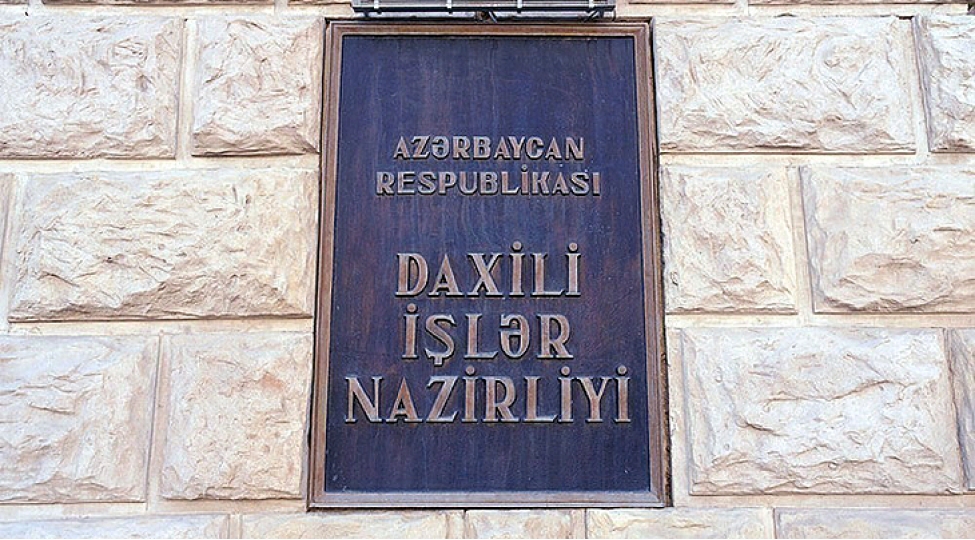 AZƏRBAYCAN
RESPUBLİKASI
DAXİLİ
İŞLƏR
NAZİRLİYİ